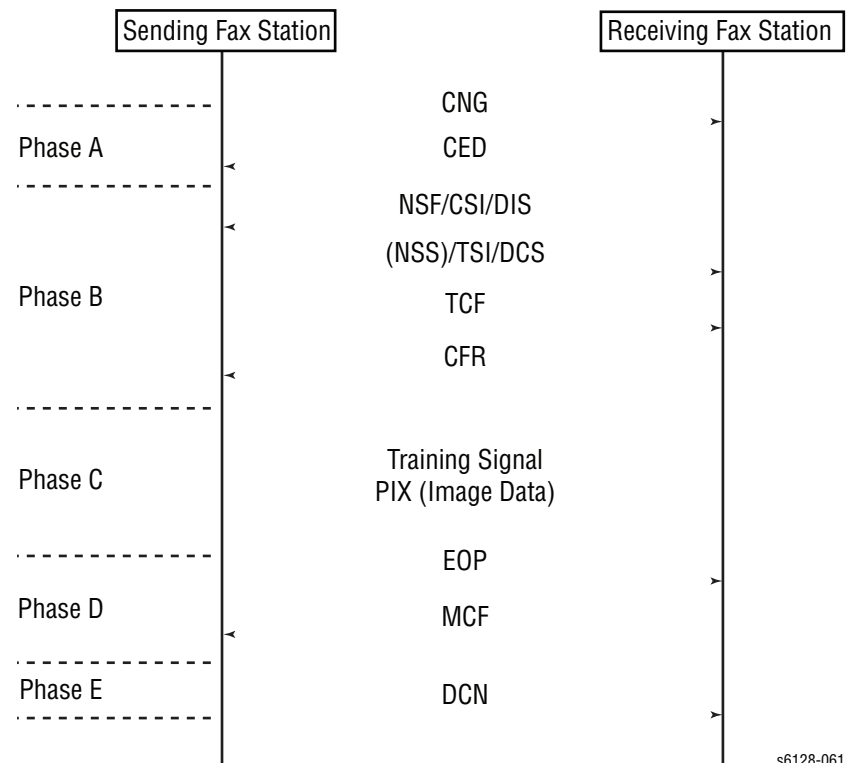 Sending Fax Station
Receiving Fax Station
CNG
Phase A
CED
NSF/CSI/DIS
(NSS)/TSI/DCS
Phase B
TCF
CFR
Training Signal
Phase C
PIX (Image Data)
EOP
Phase D
MCF
Phase E
DCN
s6128-061